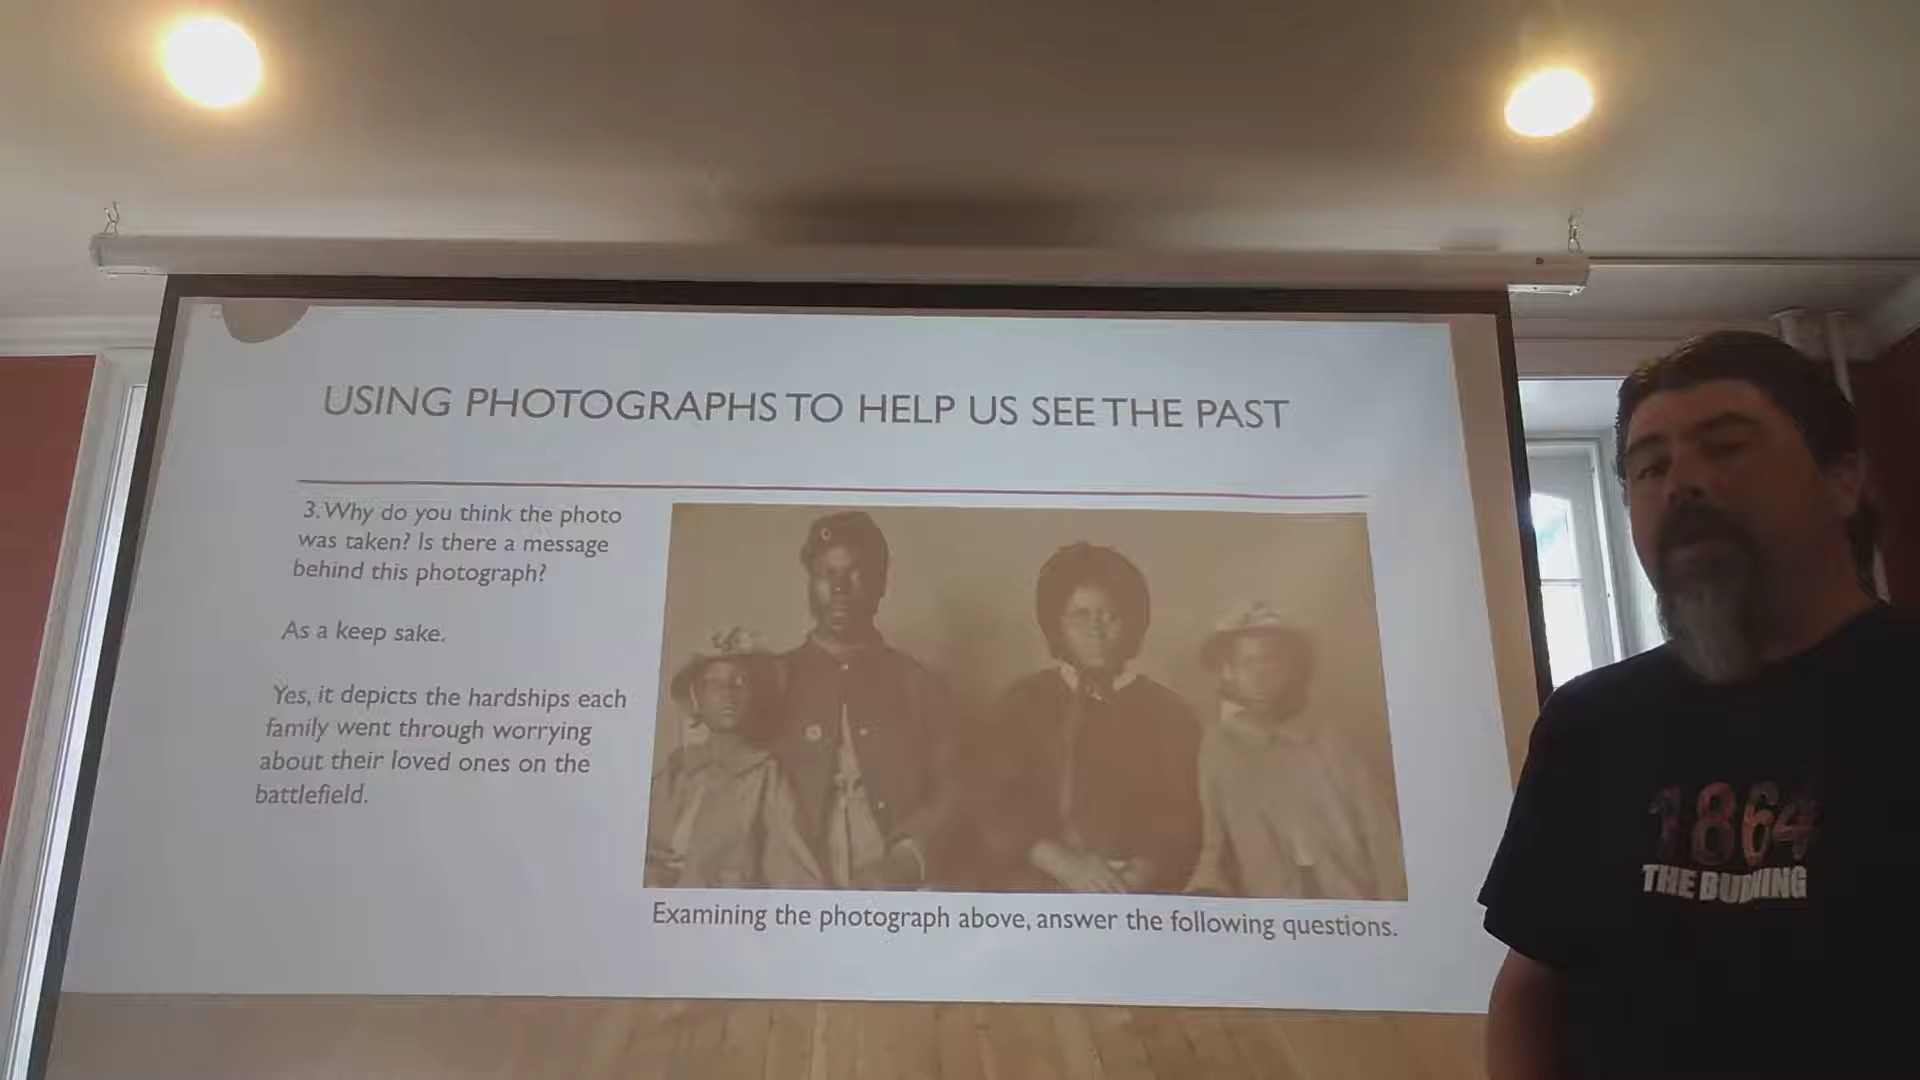 USING PHOTOGRAPHS TO HELP US SEE THE PAST
3. Why do you think the photo
was taken? Is there a message
behind this photograph?
As a keep sake.
Yes, it depicts the hardships each
family went through worrying
about their loved ones on the
battlefield.
Examining the photograph above, answer the following questions.
1864
THE BURNING